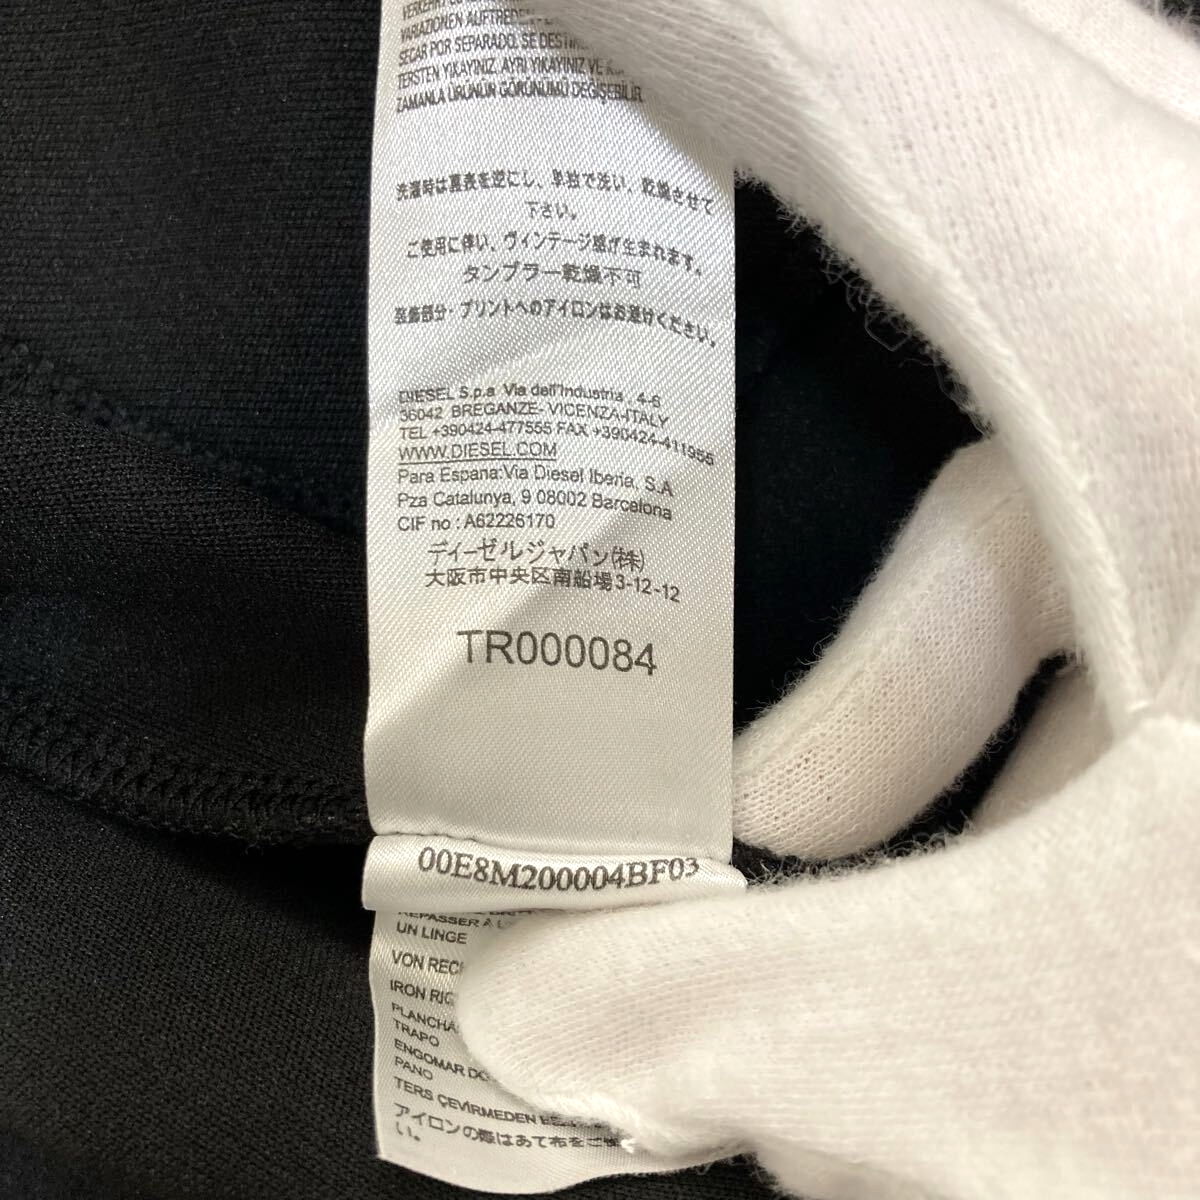 VARIAZIONEN AUFTREDEN
SECAR POR SEPARADO. SE
TERSTEN YIKAYINIZ. AYRI YIKAYINIZ VE
ZAMANLA ÜRÜNÜN GÖRÜNÜMÜ DEĞİŞEBİLİR.
洗濯時は裏表を逆にし、単独で洗い、乾燥させて
下さい。
ご使用に伴い、ヴィンテージ感が生まれます。
タンブラー乾燥不可
装飾部分・プリントへのアイロンはお避けください。
DIESEL S.p.a Via dell'Industria, 4-6
36042 BREGANZE- VICENZA-ITALY
TEL +390424-477555 FAX +390424-411955
WWW.DIESEL.COM
Para Espana:Via Diesel Iberia, S.A
Pza Catalunya, 9 08002 Barcelona
CIF no : A62226170
ディーゼルジャパン(株)
大阪市中央区南船場3-12-12
TR000084
00E8M200004BF03
REPASSER A
UN LINGE
VON
IRON
TRAPO
ENGOMAR
PANO
TERS ÇEVİRMEDEN
アイロンの際はあて布をご
い。